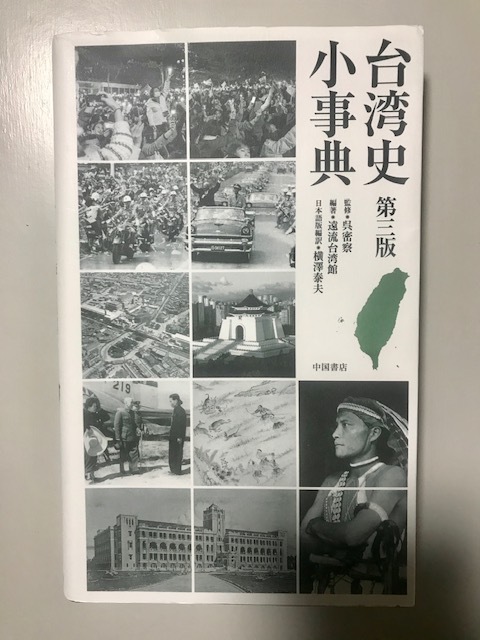 台湾史
小事典
第三版
監修●呉密察
編著●遠流台湾館
日本語版編訳●横澤泰夫
中国書店
219